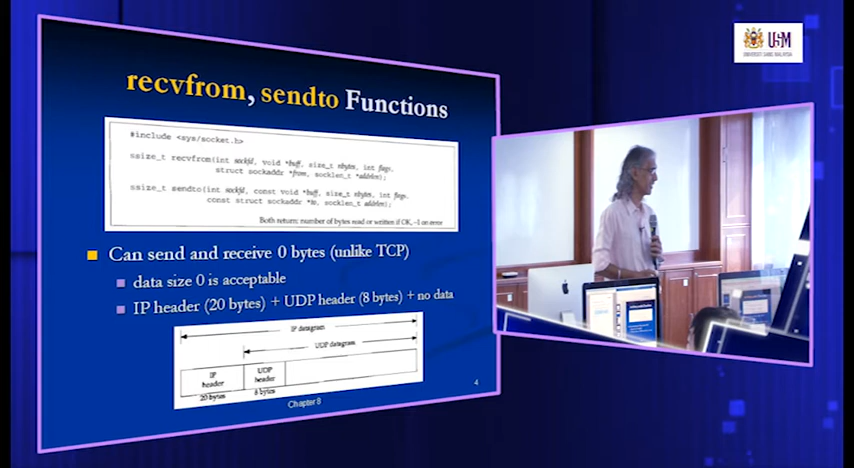 USM
UNIVERSITI SAINS MALAYSIA
recvfrom, sendto Functions
#include <sys/socket.h>
ssize_t recvfrom(int sockfd, void *buff, size_t nbytes, int flags,
struct sockaddr *from, socklen_t *addrlen);
ssize_t sendto(int sockfd, const void *buff, size_t nbytes, int flags,
const struct sockaddr *to, socklen_t addrlen);
Both return: number of bytes read or written if OK, -1 on error
Can send and receive 0 bytes (unlike TCP)
data size 0 is acceptable
IP header (20 bytes) + UDP header (8 bytes) + no data
IP datagram
UDP datagram
IP
header
UDP
header
20 bytes
8 bytes
Chapter 8
4